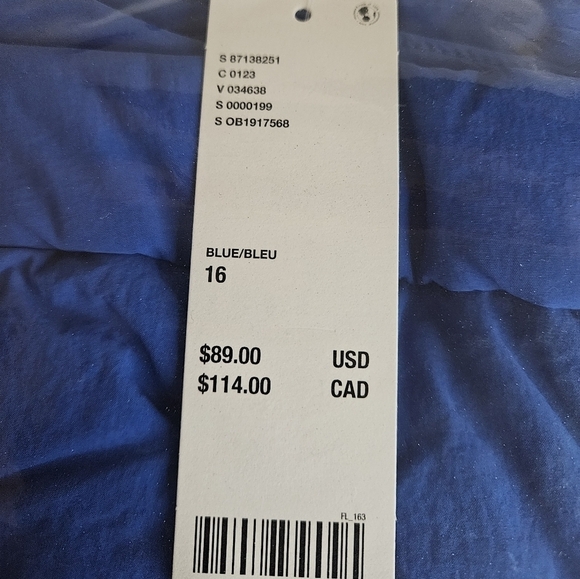 S 87138251
C 0123
V 034638
S 0000199
S OB1917568
BLUE/BLEU
16
$89.00 USD
$114.00 CAD
FL_163